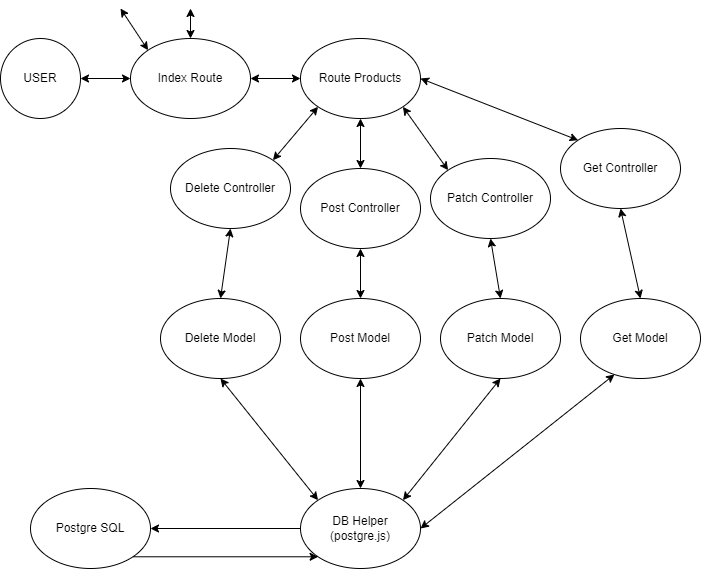 USER
Index Route
Route Products
Delete Controller
Post Controller
Patch Controller
Get Controller
Delete Model
Post Model
Patch Model
Get Model
Postgre SQL
DB Helper
(postgre.js)